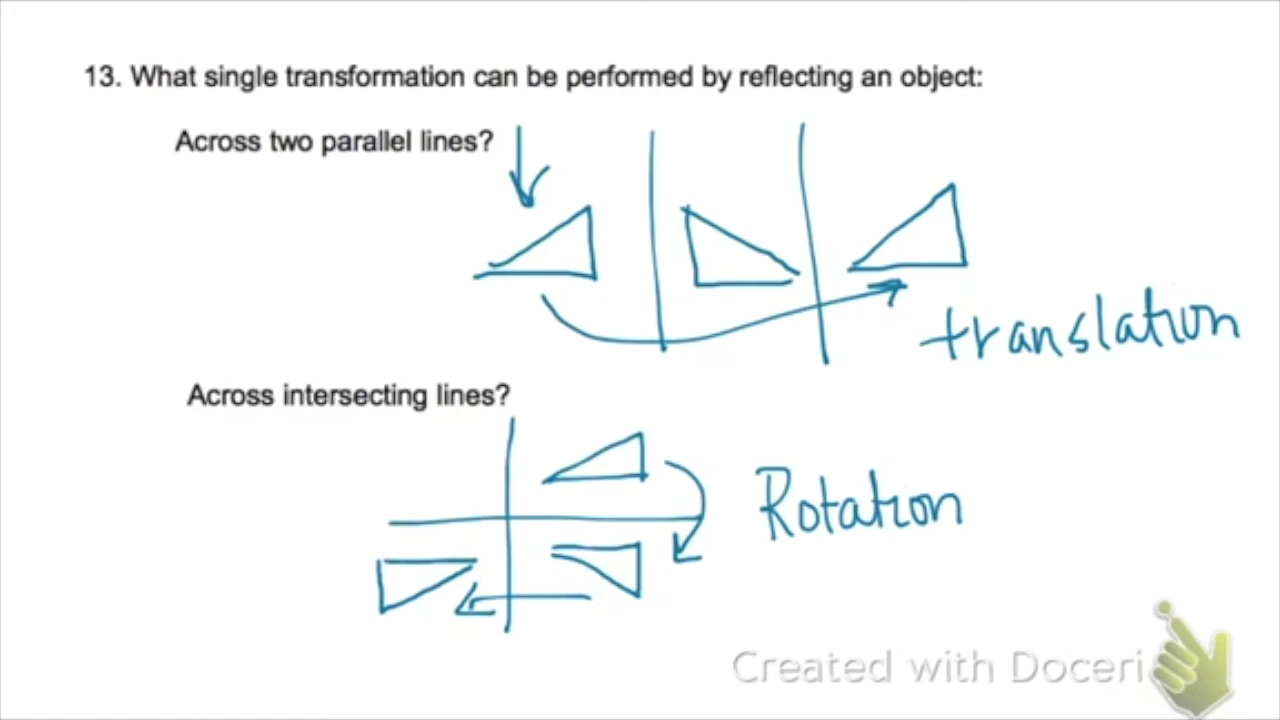 13. What single transformation can be performed by reflecting an object:
Across two parallel lines?
translation
Across intersecting lines?
Rotation
Created with Doceri